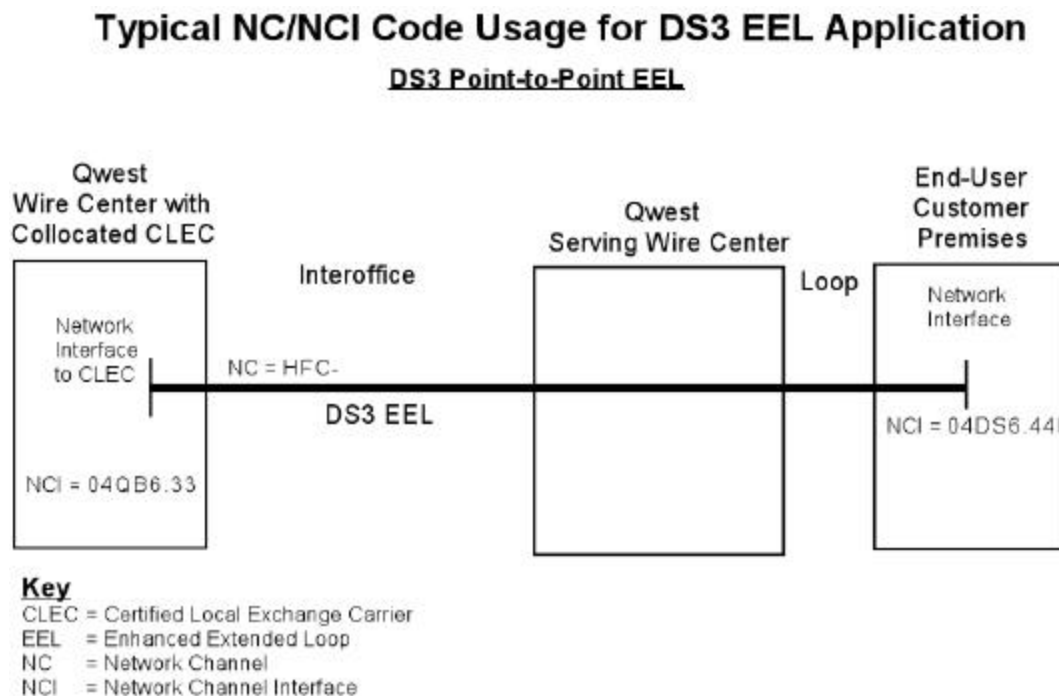 Typical NC/NCI Code Usage for DS3 EEL Application
DS3 Point-to-Point EEL
Qwest
Wire Center with
Collocated CLEC
Interoffice
Qwest
Serving Wire Center
Loop
End-User
Customer
Premises
Network
Interface
to CLEC
NC = HFC-
DS3 EEL
NCI = 04QB6.33
Network
Interface
NCI = 04DS6.44
Key
CLEC = Certified Local Exchange Carrier
EEL = Enhanced Extended Loop
NC = Network Channel
NCI = Network Channel Interface